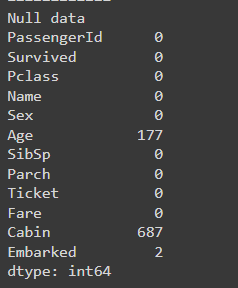 ============
Null data
PassengerId 0
Survived 0
Pclass 0
Name 0
Sex 0
Age 177
SibSp 0
Parch 0
Ticket 0
Fare 0
Cabin 687
Embarked 2
dtype: int64